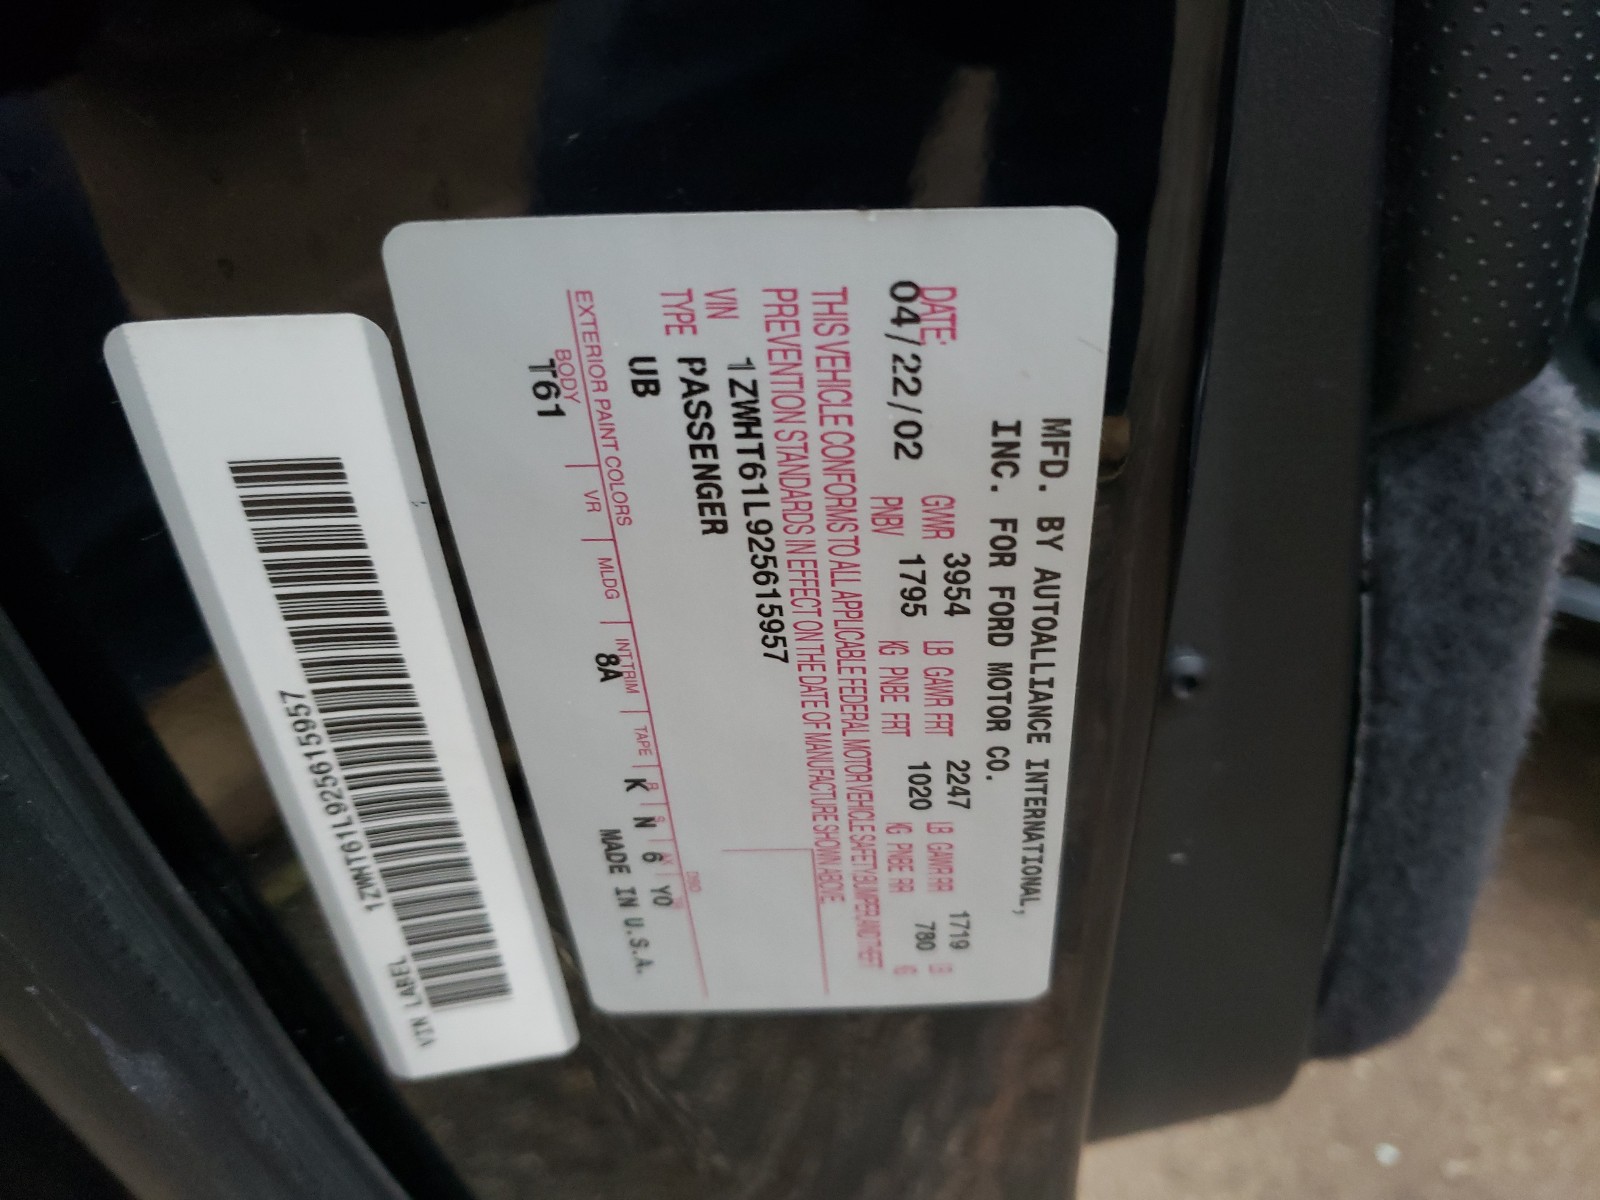 MFD. BY AUTOALLIANCE INTERNATIONAL,
INC. FOR FORD MOTOR CO.
DATE: GWR 3954 LB GAWR FRT 2247 LB GAWR RR 1719 LB
04/22/02 PNBV 1795 KG PNBE FRT 1020 KG PNBE RR 780 G
THIS VEHICLE CONFORMS TO ALL APPLICABLE FEDERAL MOTOR VEHICLE SAFETY BUMPER AND THEFT
PREVENTION STANDARDS IN EFFECT ON THE DATE OF MANUFACTURE SHOWN ABOVE.
VIN 1ZWHT61L925615957
TYPE PASSENGER
UB
EXTERIOR PAINT COLORS DSO
BODY VR MLDG INT TRIM TAPE R S
T61 8A K N 6 Y0
MADE IN U.S.A.
1ZWHT61L925615957
VIN LABEL